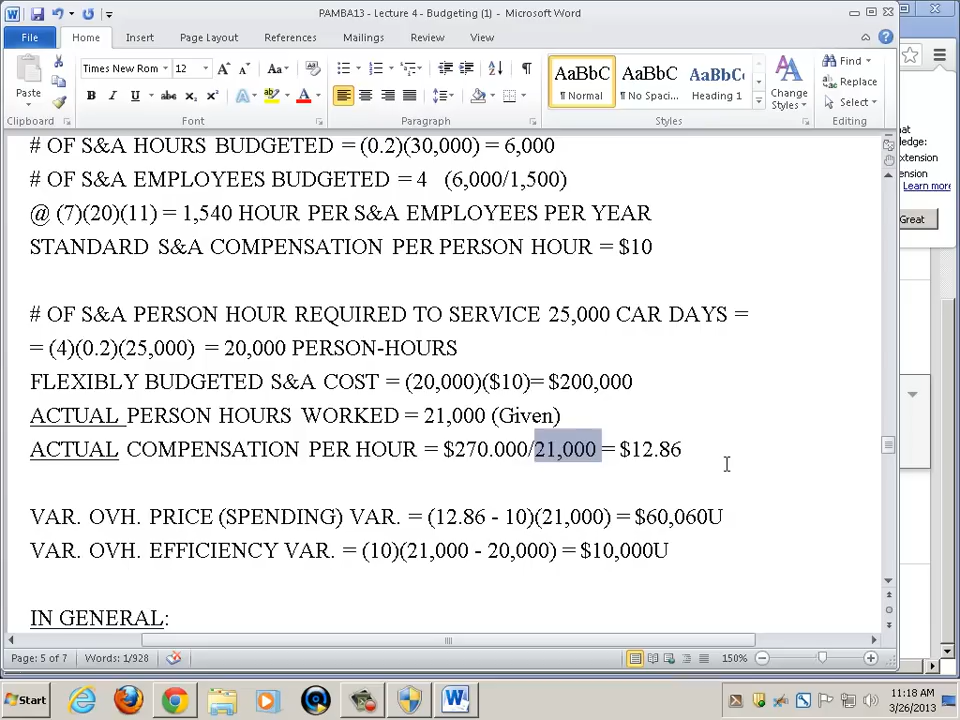 PAMBA13 - Lecture 4 - Budgeting (1) - Microsoft Word
File Home Insert Page Layout References Mailings Review View
Times New Rom 12 Aa
Find
Paste
AaBbC AaBbC AaBbCc
Replace
B I U abc X2 X2 A A
¶ Normal ¶ No Spaci... Heading 1 Change Styles
Select
Clipboard Font Paragraph Styles Editing
# OF S&A HOURS BUDGETED = (0.2)(30,000) = 6,000
# OF S&A EMPLOYEES BUDGETED = 4 (6,000/1,500)
@ (7)(20)(11) = 1,540 HOUR PER S&A EMPLOYEES PER YEAR
STANDARD S&A COMPENSATION PER PERSON HOUR = $10
# OF S&A PERSON HOUR REQUIRED TO SERVICE 25,000 CAR DAYS =
= (4)(0.2)(25,000) = 20,000 PERSON-HOURS
FLEXIBLY BUDGETED S&A COST = (20,000)($10)= $200,000
ACTUAL PERSON HOURS WORKED = 21,000 (Given)
ACTUAL COMPENSATION PER HOUR = $270.000/21,000 = $12.86
VAR. OVH. PRICE (SPENDING) VAR. = (12.86 - 10)(21,000) = $60,060U
VAR. OVH. EFFICIENCY VAR. = (10)(21,000 - 20,000) = $10,000U
IN GENERAL:
Learn more
Great
Page: 5 of 7 Words: 1/928 150%
Start
11:18 AM
3/26/2013